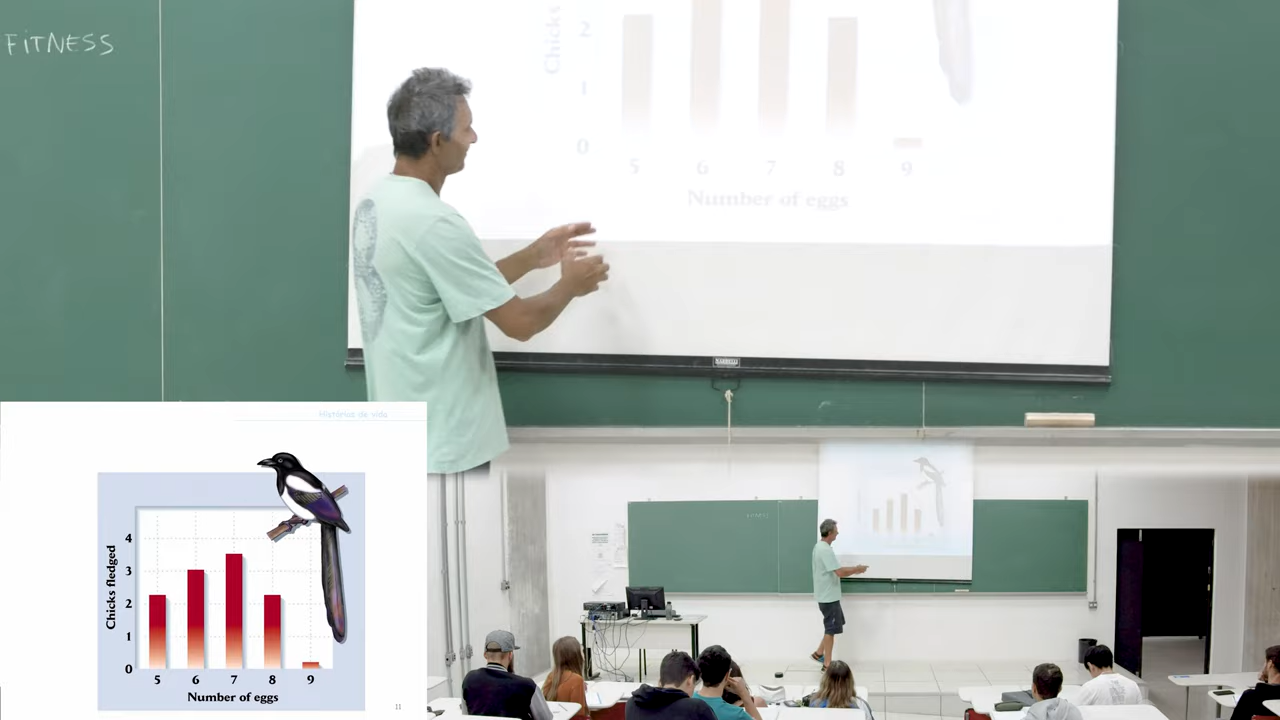 FiTNESS
Chicks
2
1
0
5 6 7 8 9
Number of eggs
Histórias de vida
Chicks fledged
4
3
2
1
0
5 6 7 8 9
Number of eggs
11